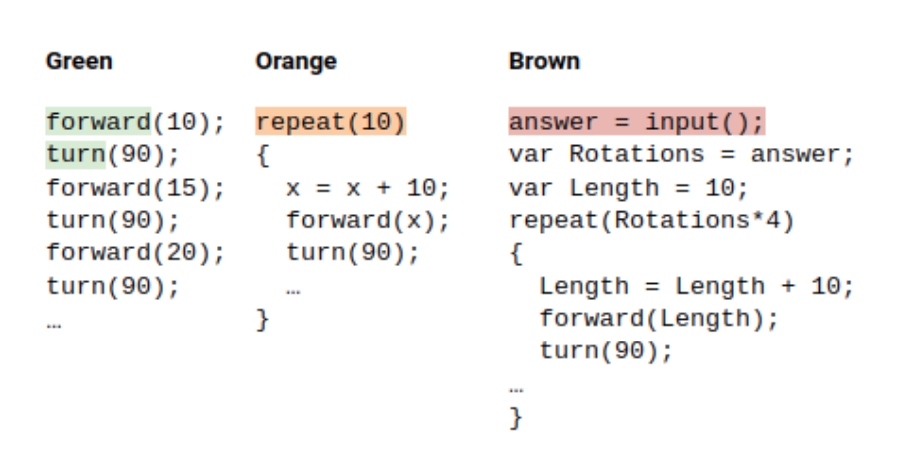 Green
forward(10);
turn(90);
forward(15);
turn(90);
forward(20);
turn(90);
…
Orange
repeat(10)
{
  x = x + 10;
  forward(x);
  turn(90);
  …
}
Brown
answer = input();
var Rotations = answer;
var Length = 10;
repeat(Rotations*4)
{
  Length = Length + 10;
  forward(Length);
  turn(90);
…
}